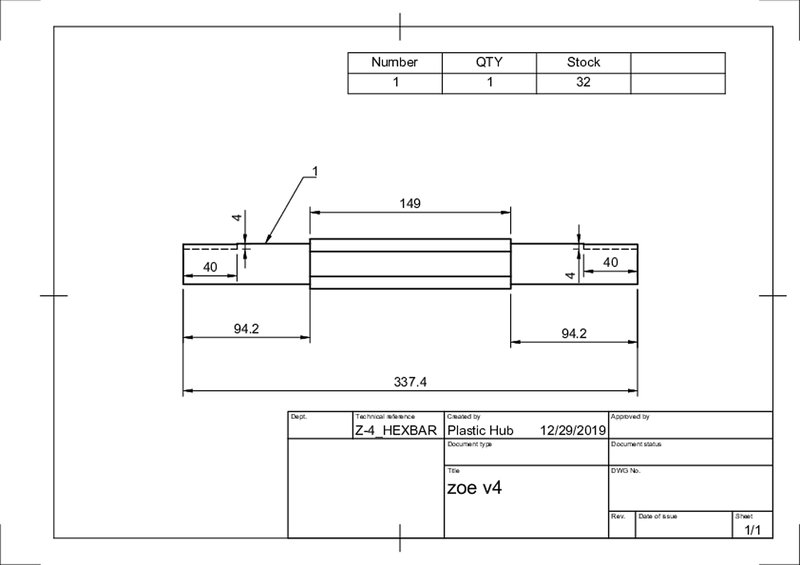 Number QTY Stock
1 1 32
1
149
4
40
4
40
94.2
94.2
337.4
Dept. Technical reference Created by Approved by
Z-4_HEXBAR Plastic Hub 12/29/2019
Document type Document status
Title DWG No.
zoe v4
Rev. Date of issue Sheet
1/1